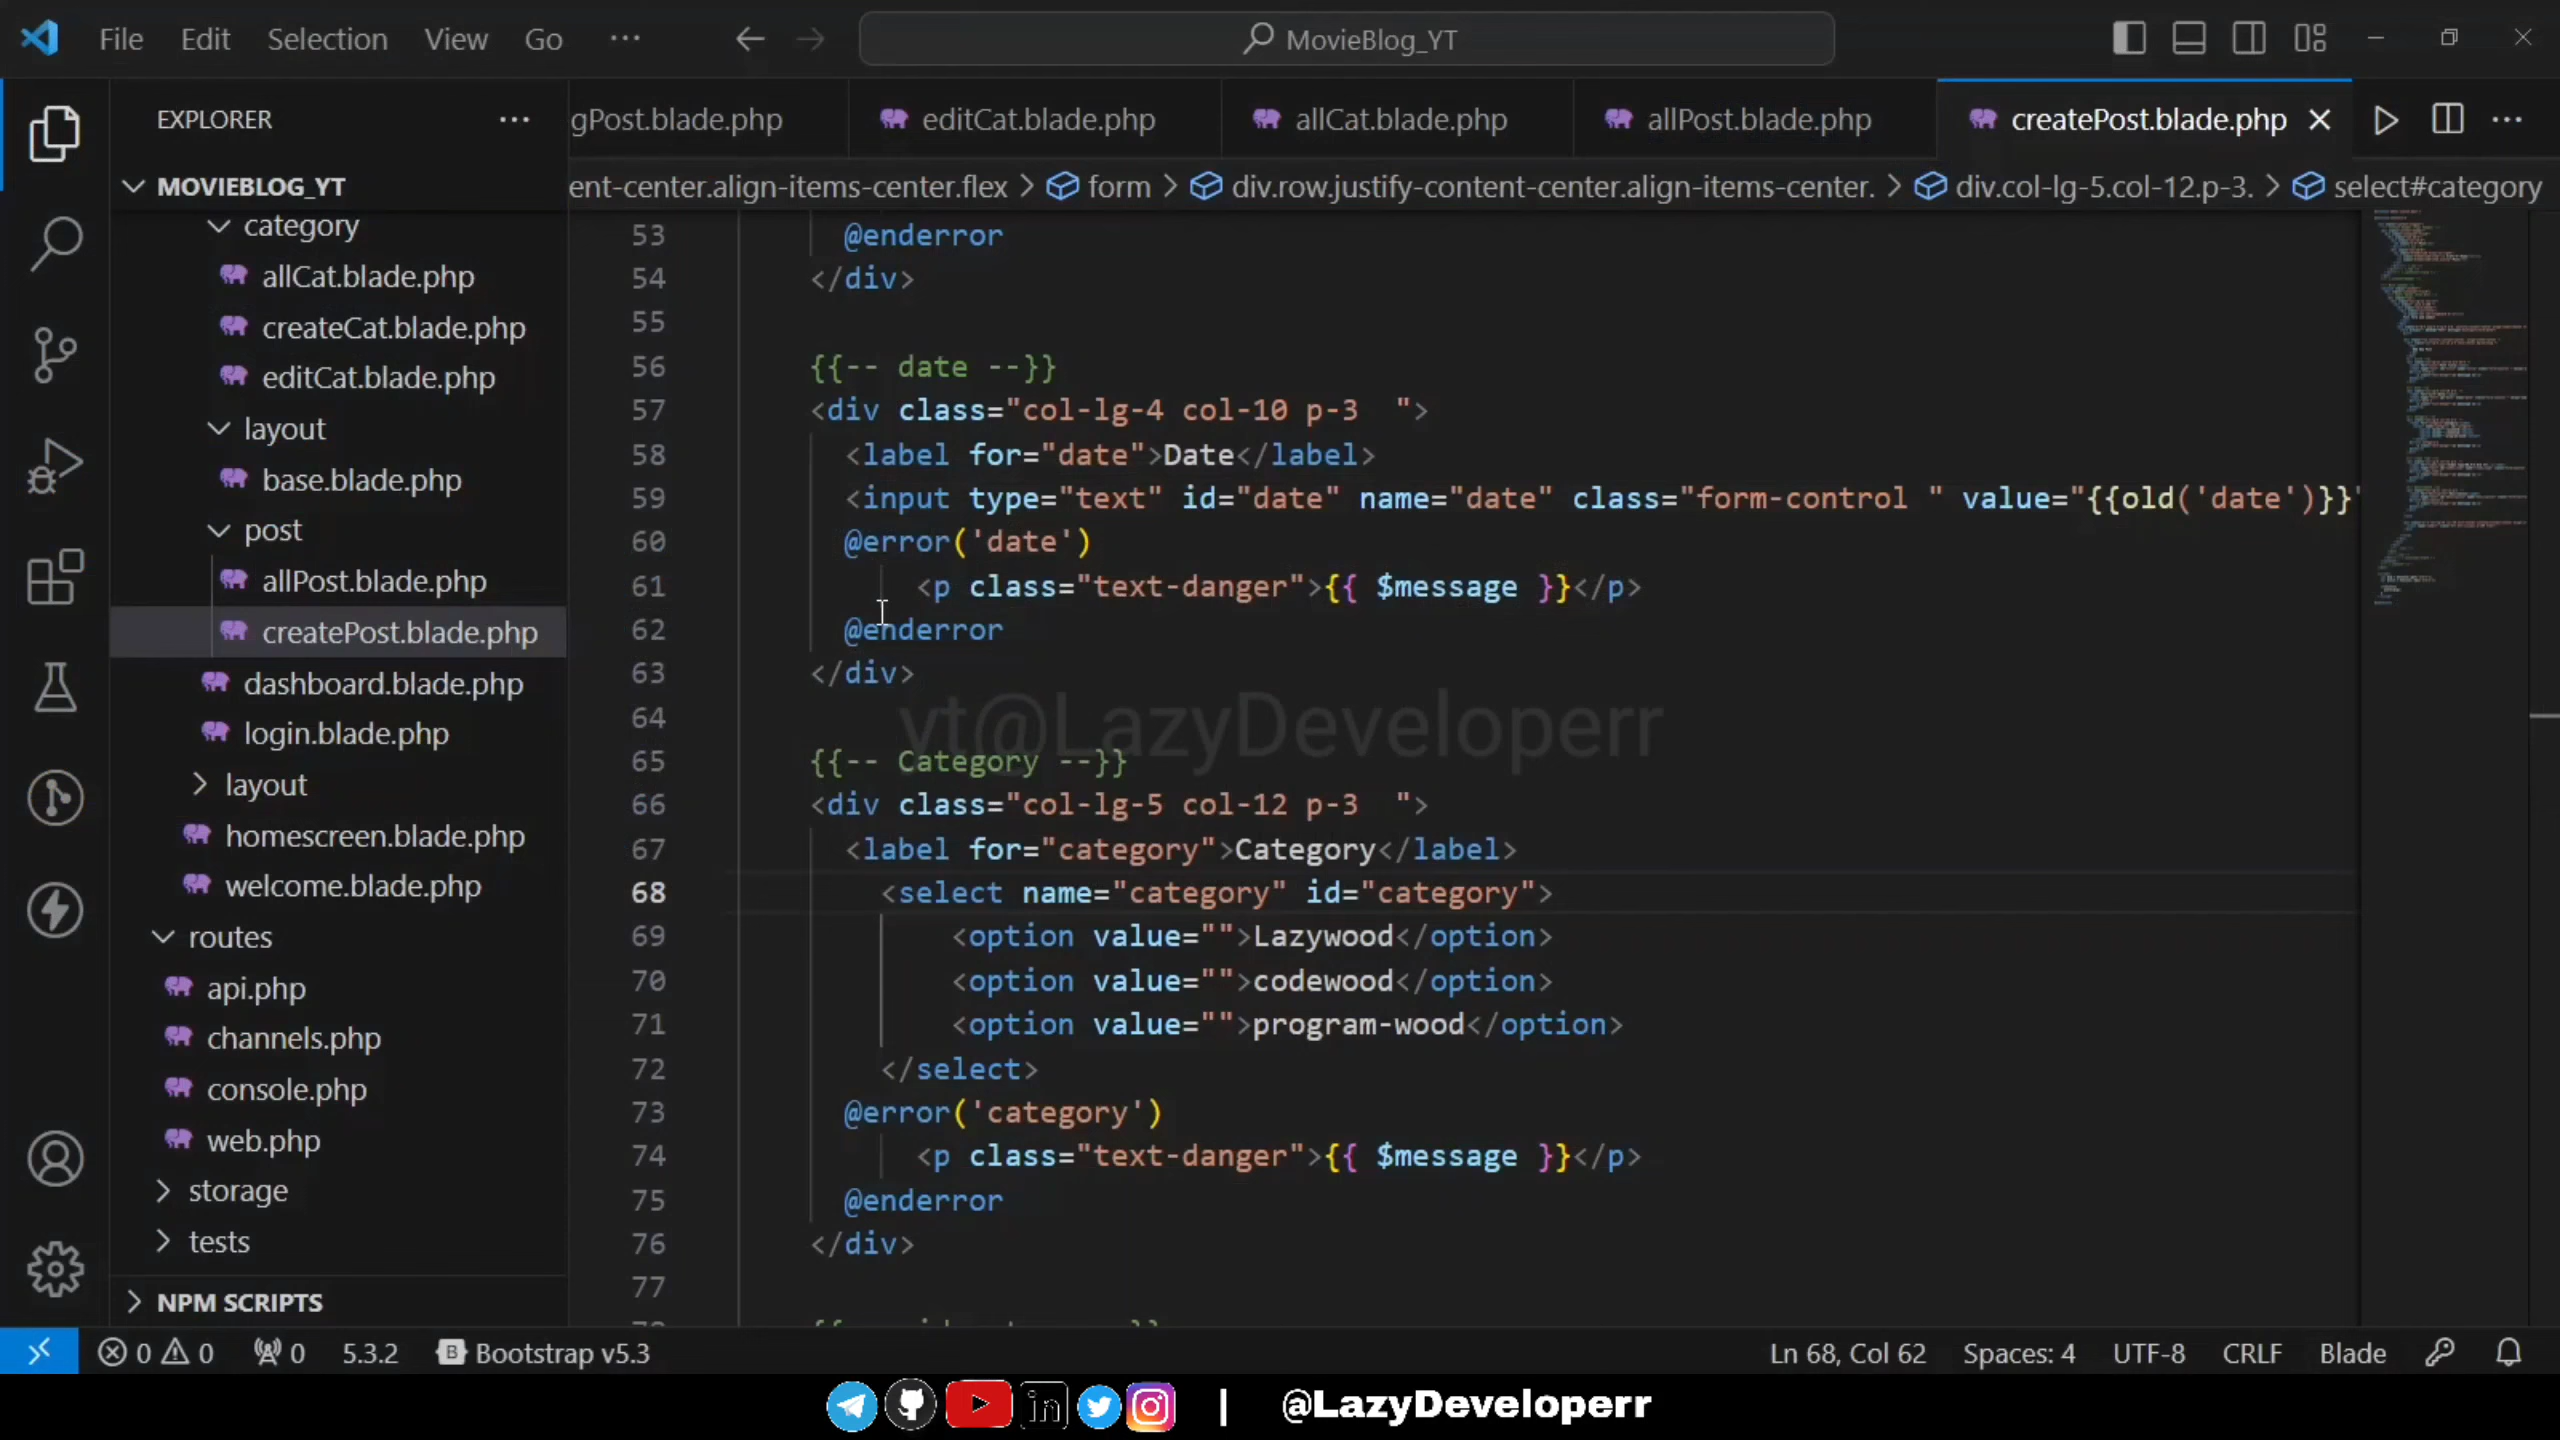 File Edit Selection View Go ··· MovieBlog_YT
EXPLORER ···
gPost.blade.php editCat.blade.php allCat.blade.php allPost.blade.php createPost.blade.php
MOVIEBLOG_YT
ent-center.align-items-center.flex > form > div.row.justify-content-center.align-items-center. > div.col-lg-5.col-12.p-3. > select#category
category
allCat.blade.php
createCat.blade.php
editCat.blade.php
layout
base.blade.php
post
allPost.blade.php
createPost.blade.php
dashboard.blade.php
login.blade.php
layout
homescreen.blade.php
welcome.blade.php
routes
api.php
channels.php
console.php
web.php
storage
tests
NPM SCRIPTS
53 @enderror
54 </div>
55
56 {{-- date --}}
57 <div class="col-lg-4 col-10 p-3  ">
58 <label for="date">Date</label>
59 <input type="text" id="date" name="date" class="form-control " value="{{old('date')}}"
60 @error('date')
61 <p class="text-danger">{{ $message }}</p>
62 @enderror
63 </div>
64
yt@LazyDeveloperr
65 {{-- Category --}}
66 <div class="col-lg-5 col-12 p-3  ">
67 <label for="category">Category</label>
68 <select name="category" id="category">
69 <option value="">Lazywood</option>
70 <option value="">codewood</option>
71 <option value="">program-wood</option>
72 </select>
73 @error('category')
74 <p class="text-danger">{{ $message }}</p>
75 @enderror
76 </div>
77
0 0 0 5.3.2 Bootstrap v5.3 Ln 68, Col 62 Spaces: 4 UTF-8 CRLF Blade
| @LazyDeveloperr